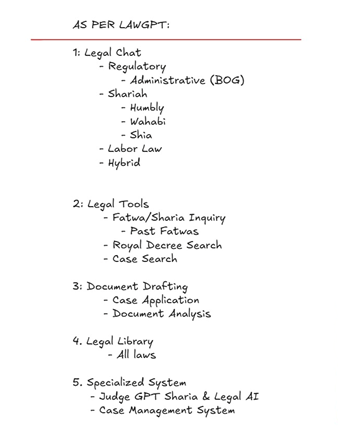 AS PER LAWGPT:
1: Legal Chat
- Regulatory
- Administrative (BOG)
- Shariah
- Humbly
- Wahabi
- Shia
- Labor Law
- Hybrid
2: Legal Tools
- Fatwa/Sharia Inquiry
- Past Fatwas
- Royal Decree Search
- Case Search
3: Document Drafting
- Case Application
- Document Analysis
4. Legal Library
- All laws
5. Specialized System
- Judge GPT Sharia & Legal AI
- Case Management System